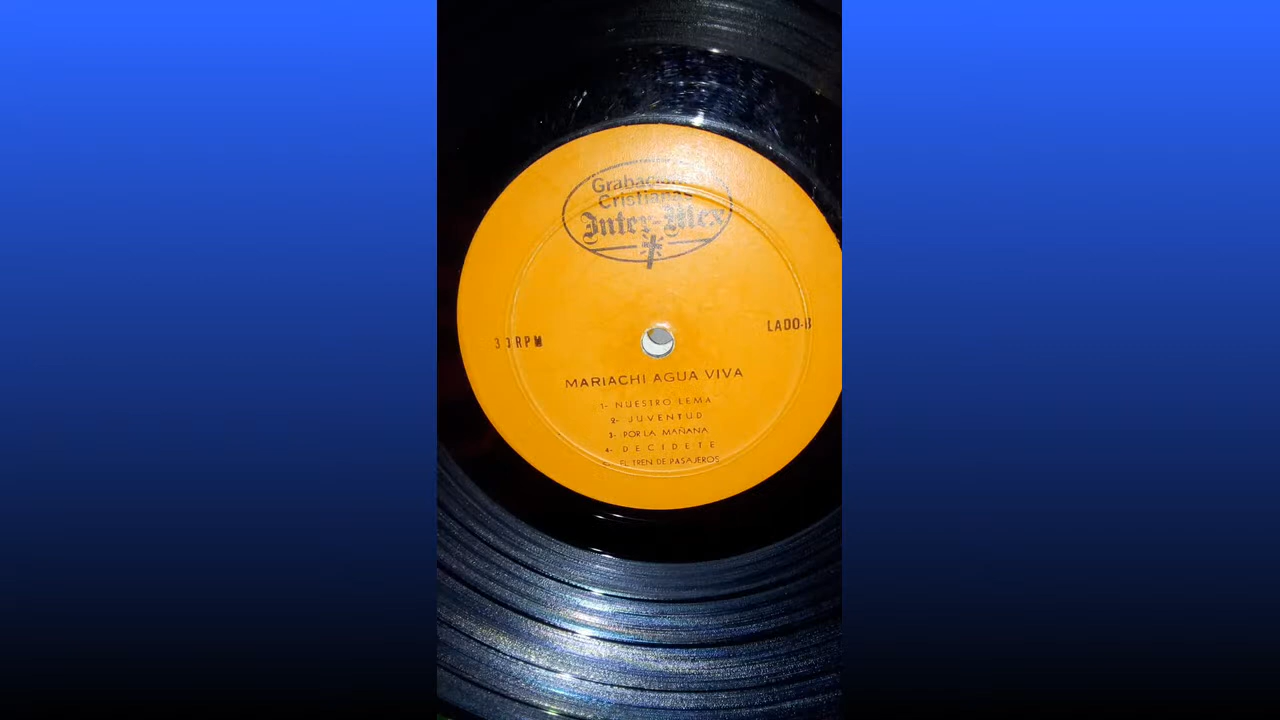 Grabaciones
Cristianas
Inter-Mex
LADO-B
33 RPM
MARIACHI AGUA VIVA
1- NUESTRO LEMA
2- JUVENTUD
3- POR LA MAÑANA
4- DECIDETE
5- EL TREN DE PASAJEROS